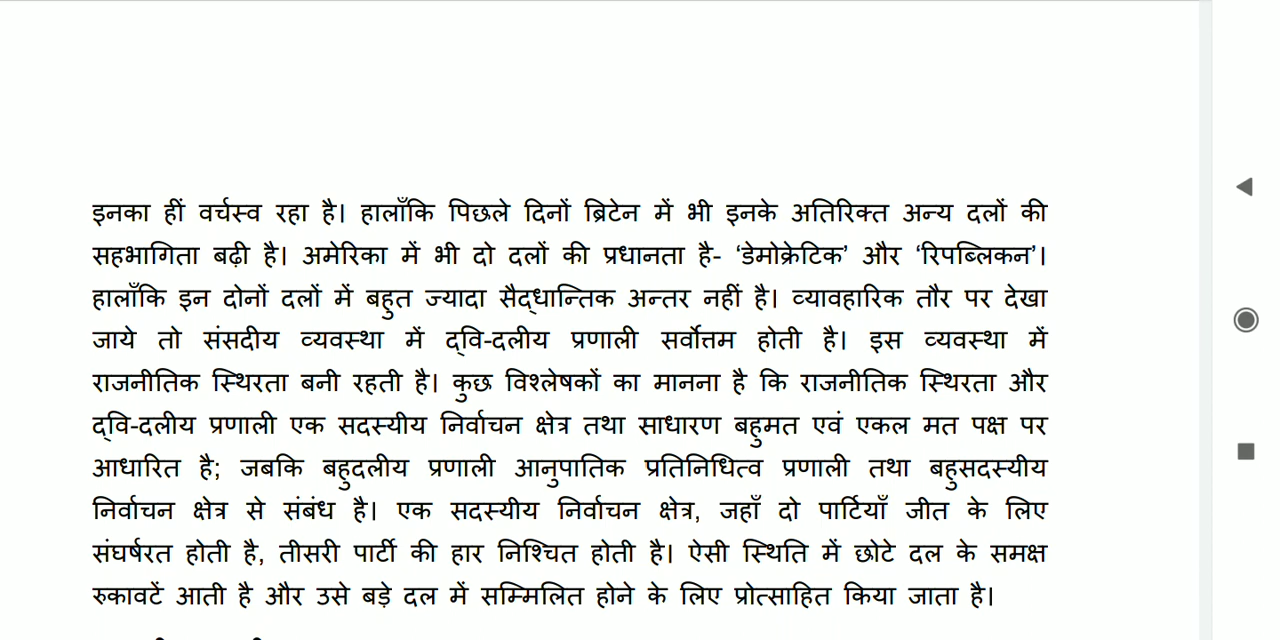 इनका हीं वर्चस्व रहा है। हालाँकि पिछले दिनों ब्रिटेन में भी इनके अतिरिक्त अन्य दलों की
सहभागिता बढ़ी है। अमेरिका में भी दो दलों की प्रधानता है- ‘डेमोक्रेटिक’ और ‘रिपब्लिकन’।
हालाँकि इन दोनों दलों में बहुत ज्यादा सैद्धान्तिक अन्तर नहीं है। व्यावहारिक तौर पर देखा
जाये तो संसदीय व्यवस्था में द्वि-दलीय प्रणाली सर्वोत्तम होती है। इस व्यवस्था में
राजनीतिक स्थिरता बनी रहती है। कुछ विश्लेषकों का मानना है कि राजनीतिक स्थिरता और
द्वि-दलीय प्रणाली एक सदस्यीय निर्वाचन क्षेत्र तथा साधारण बहुमत एवं एकल मत पक्ष पर
आधारित है; जबकि बहुदलीय प्रणाली आनुपातिक प्रतिनिधित्व प्रणाली तथा बहुसदस्यीय
निर्वाचन क्षेत्र से संबंध है। एक सदस्यीय निर्वाचन क्षेत्र, जहाँ दो पार्टियाँ जीत के लिए
संघर्षरत होती है, तीसरी पार्टी की हार निश्चित होती है। ऐसी स्थिति में छोटे दल के समक्ष
रुकावटें आती है और उसे बड़े दल में सम्मिलित होने के लिए प्रोत्साहित किया जाता है।